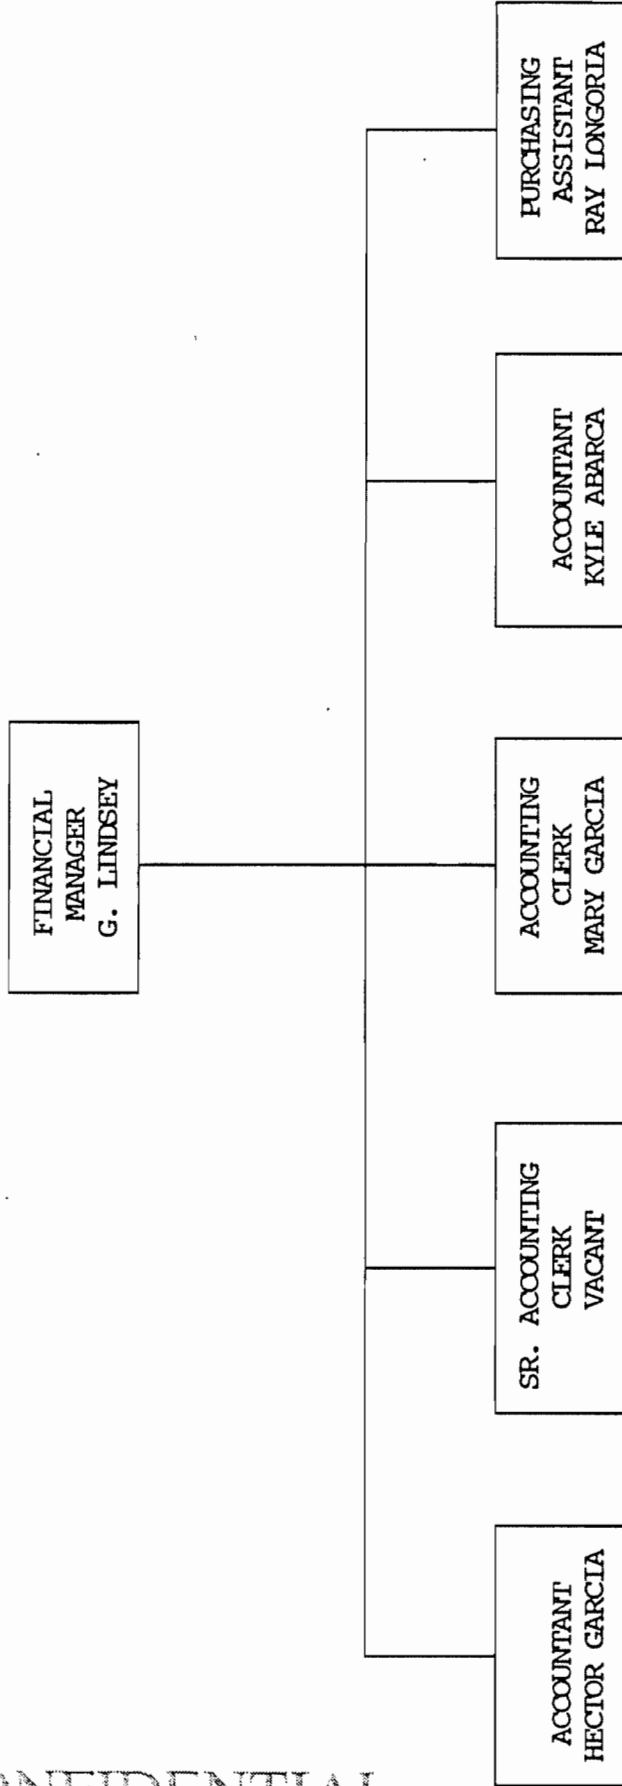 FINANCIAL
MANAGER
G. LINDSEY
ACCOUNTANT
HECTOR GARCIA
SR. ACCOUNTING
CLERK
VACANT
ACCOUNTING
CLERK
MARY GARCIA
ACCOUNTANT
KYLE ABARCA
PURCHASING
ASSISTANT
RAY LONGORIA
CONFIDENTIAL